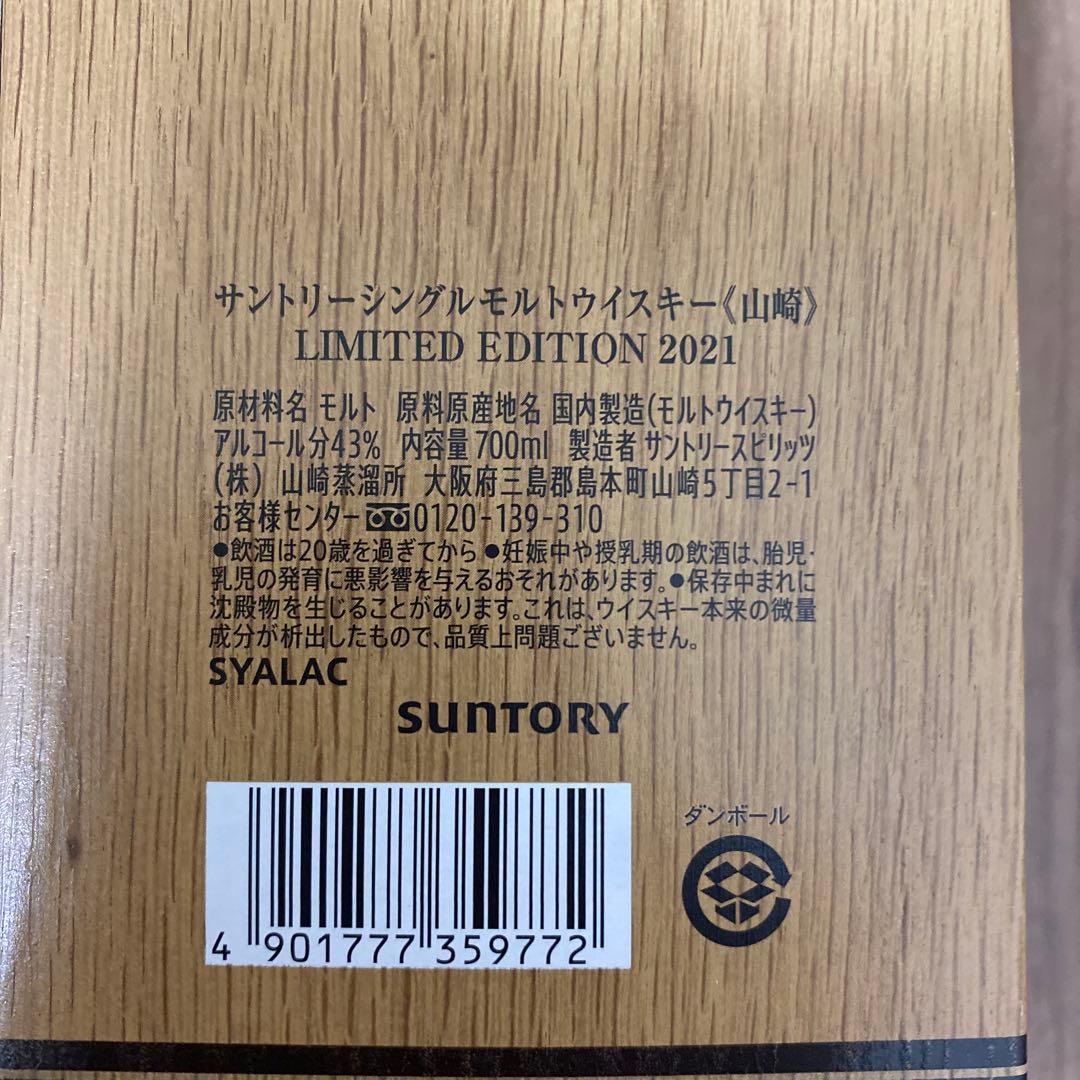 サントリーシングルモルトウイスキー《山崎》
LIMITED EDITION 2021
原材料名 モルト 原料原産地名 国内製造(モルトウイスキー)
アルコール分43% 内容量 700ml 製造者 サントリースピリッツ
(株) 山崎蒸溜所 大阪府三島郡島本町山崎5丁目2-1
お客様センター 0120-139-310
●飲酒は20歳を過ぎてから ●妊娠中や授乳期の飲酒は、胎児・
乳児の発育に悪影響を与えるおそれがあります。●保存中まれに
沈殿物を生じることがあります。これは、ウイスキー本来の微量
成分が析出したもので、品質上問題ございません。
SYALAC
SUNTORY
ダンボール
4 901777 359772